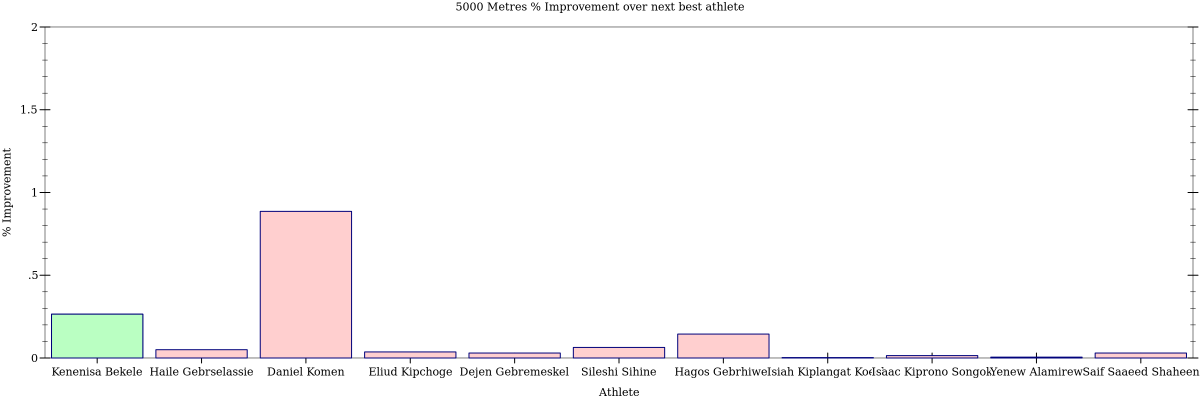 5000 Metres % Improvement over next best athlete
2
1.5
1
.5
0
% Improvement
Kenenisa Bekele Haile Gebrselassie Daniel Komen Eliud Kipchoge Dejen Gebremeskel Sileshi Sihine Hagos Gebrhiwet Isiah Kiplangat Koech Isaac Kiprono Songok Yenew Alamirew Saif Saaeed Shaheen
Athlete